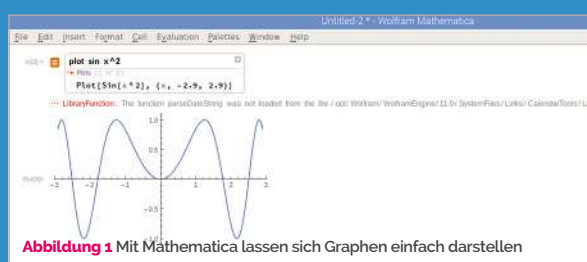 Untitled-2 * - Wolfram Mathematica
File Edit Insert Format Cell Evaluation Palettes Window Help
plot sin x^2
Plot[Sin[x^2], {x, -2.9, 2.9}]
LibraryFunction: The function parseDateString was not loaded from the file /opt/Wolfram/WolframEngine/11.0/SystemFiles/Links/CalendarTools/L
1.0
0.5
-3 -2 -1 1 2 3
-0.5
Abbildung 1 Mit Mathematica lassen sich Graphen einfach darstellen